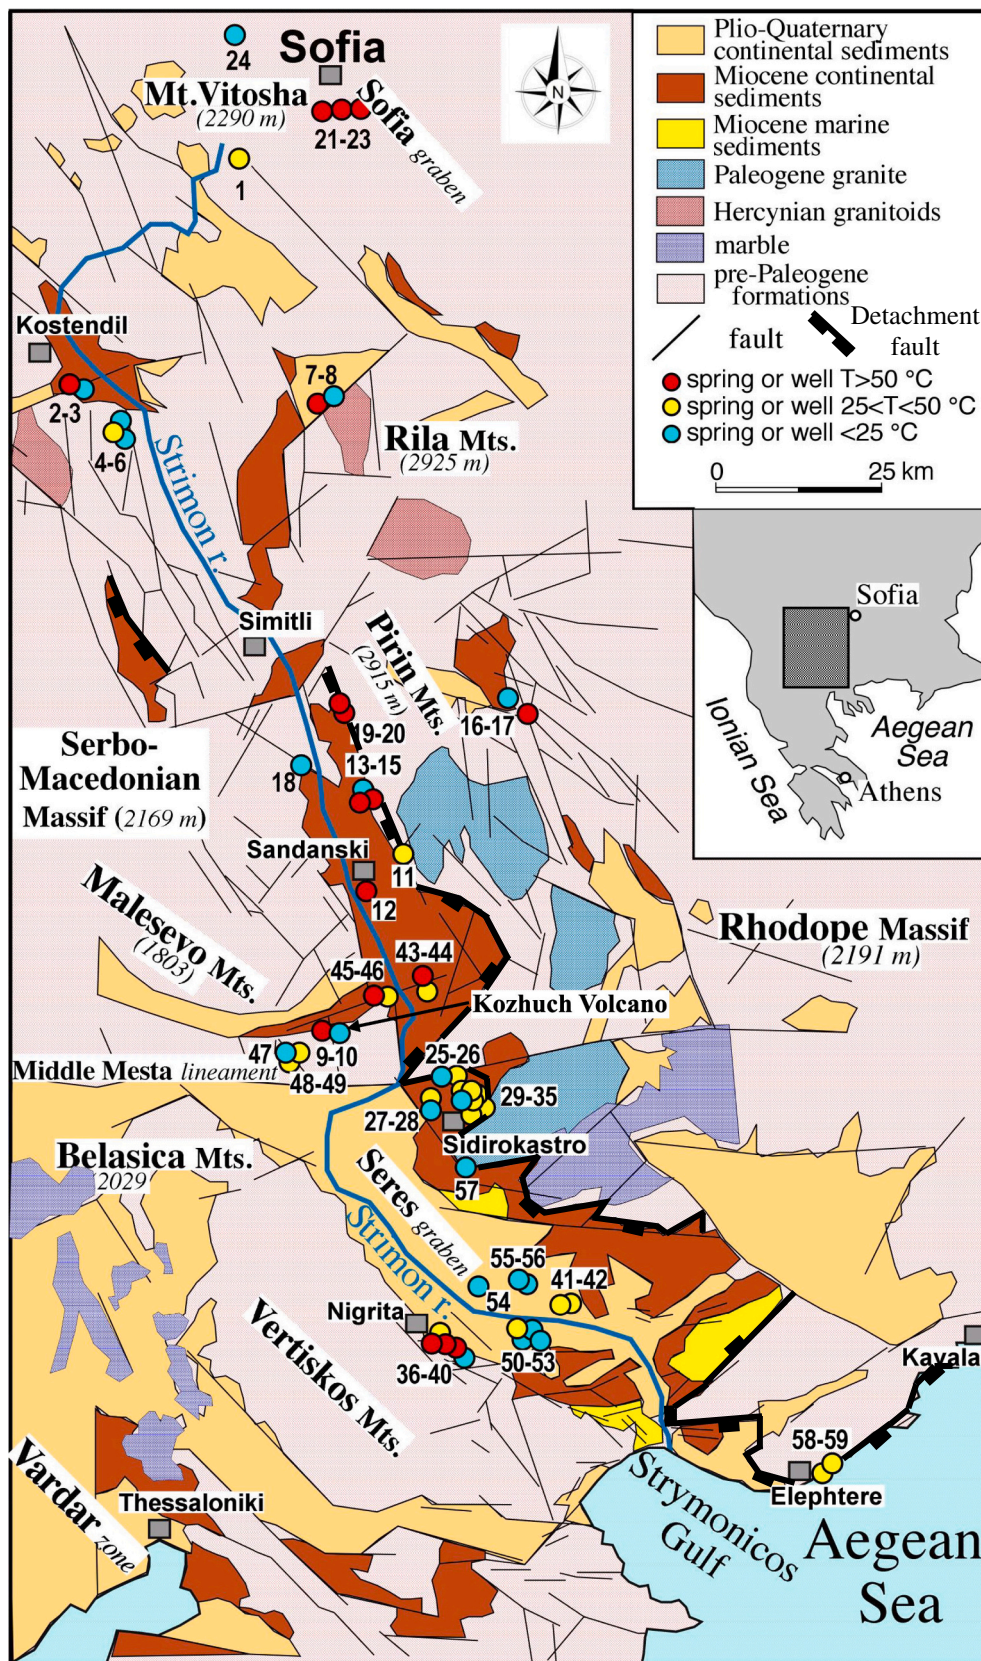 24
Sofia
Mt.Vitosha
(2290 m)
21-23
Sofia graben
N
1
Plio-Quaternary
continental sediments
Miocene continental
sediments
Miocene marine
sediments
Paleogene granite
Hercynian granitoids
marble
pre-Paleogene
formations
fault
Detachment
fault
spring or well T>50 °C
spring or well 25<T<50 °C
spring or well <25 °C
0
25 km
Kostendil
2-3
4-6
7-8
Rila Mts.
(2925 m)
Strimon r.
Simitli
Pirin Mts.
(2915 m)
16-17
19-20
13-15
18
Serbo-
Macedonian
Massif (2169 m)
Sandanski
11
12
Sofia
Ionian Sea
Aegean
Sea
Athens
Malesevo Mts.
(1803)
43-44
45-46
Rhodope Massif
(2191 m)
Kozhuch Volcano
47
9-10
Middle Mesta lineament
48-49
25-26
29-35
27-28
Sidirokastro
57
Belasica Mts.
(2029
Seres graben
Strimon r.
55-56
54
41-42
Nigrita
36-40
50-53
Vertiskos Mts.
Kavala
58-59
Elephtere
Vardar zone
Thessaloniki
Strymonicos
Gulf
Aegean
Sea